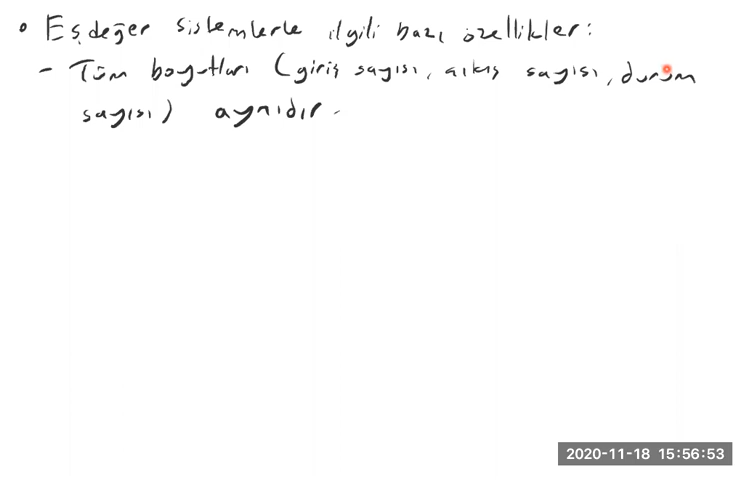 • Eşdeğer sistemlerle ilgili bazı özellikler:
- Tüm boyutları (giriş sayısı, çıkış sayısı, durum
sayısı) aynıdır.
2020-11-18 15:56:53